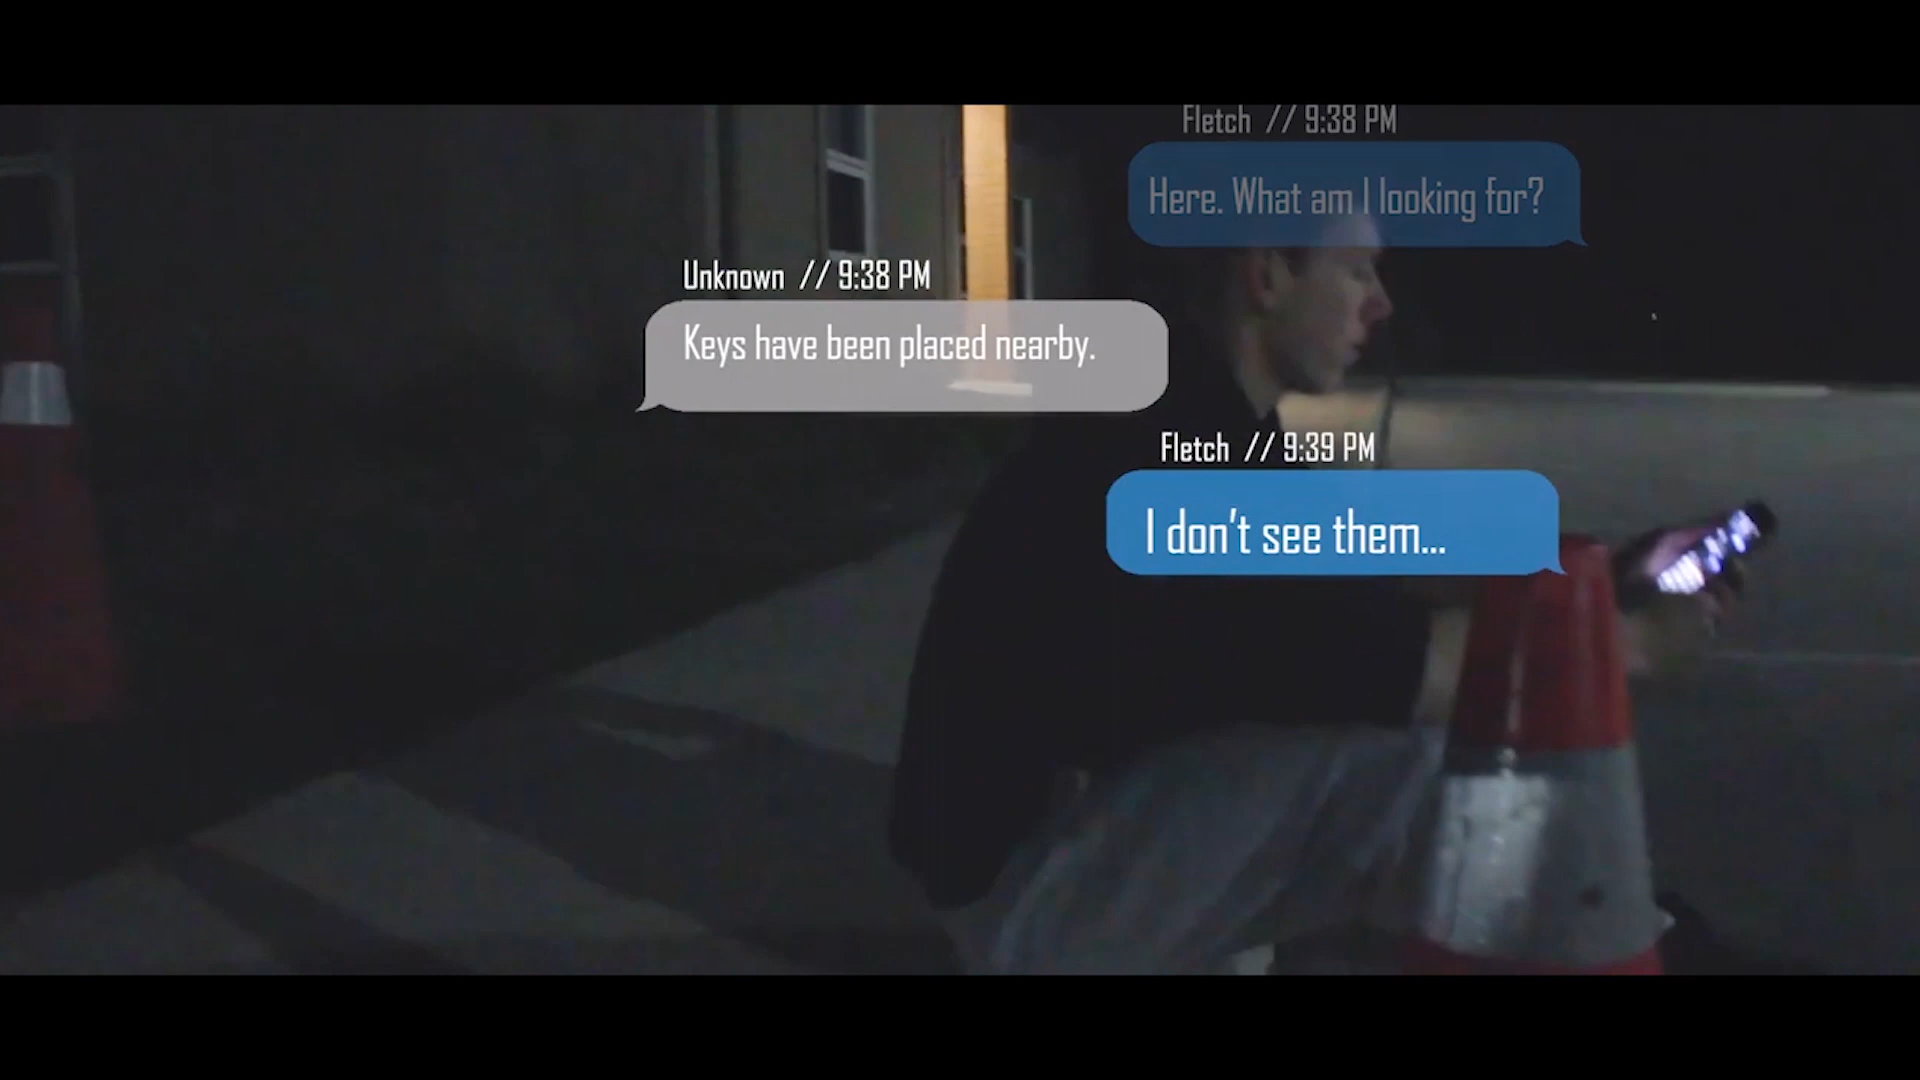 Fletch // 9:38 PM
Here. What am I looking for?
Unknown // 9:38 PM
Keys have been placed nearby.
Fletch // 9:39 PM
I don't see them...